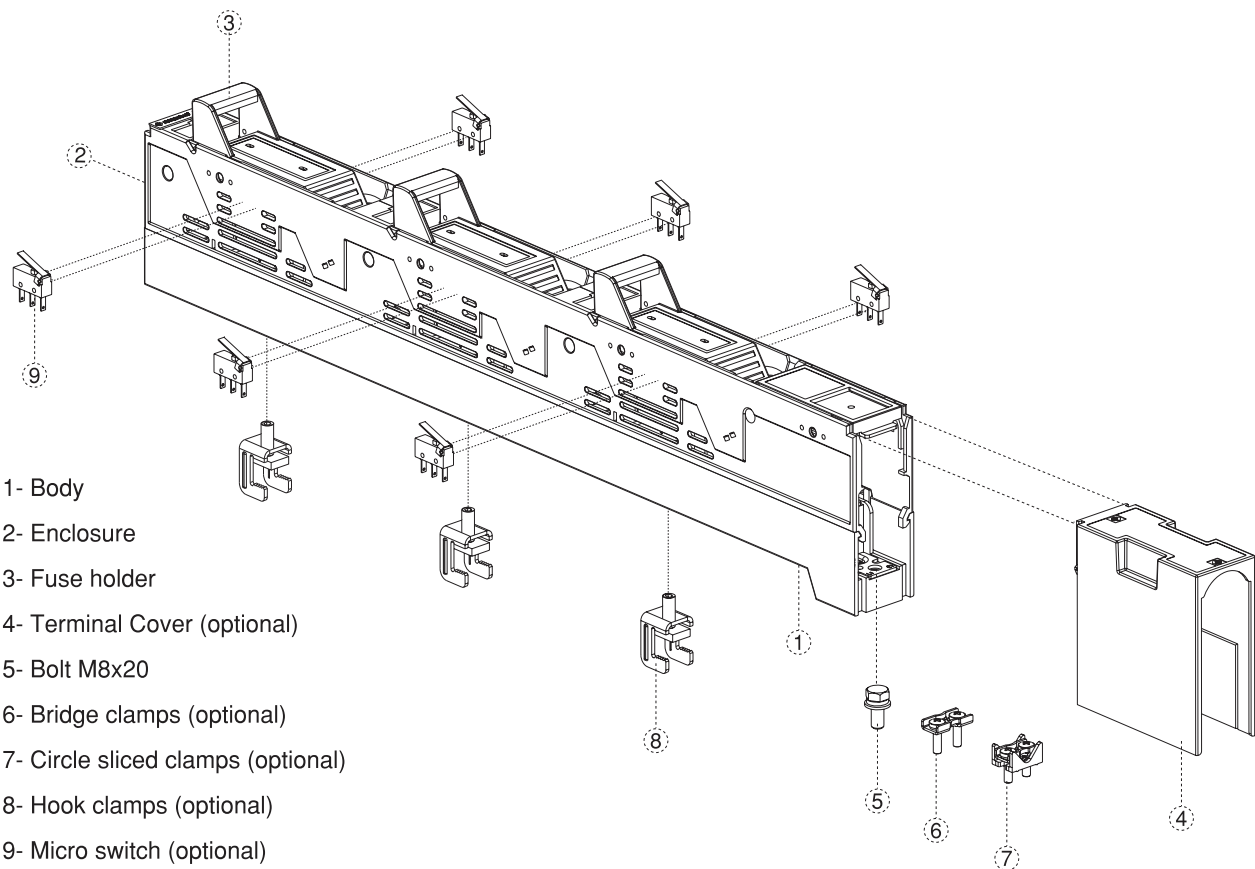 3
2
9
1- Body
2- Enclosure
3- Fuse holder
4- Terminal Cover (optional)
5- Bolt M8x20
6- Bridge clamps (optional)
7- Circle sliced clamps (optional)
8- Hook clamps (optional)
9- Micro switch (optional)
1
8
5
6
7
4